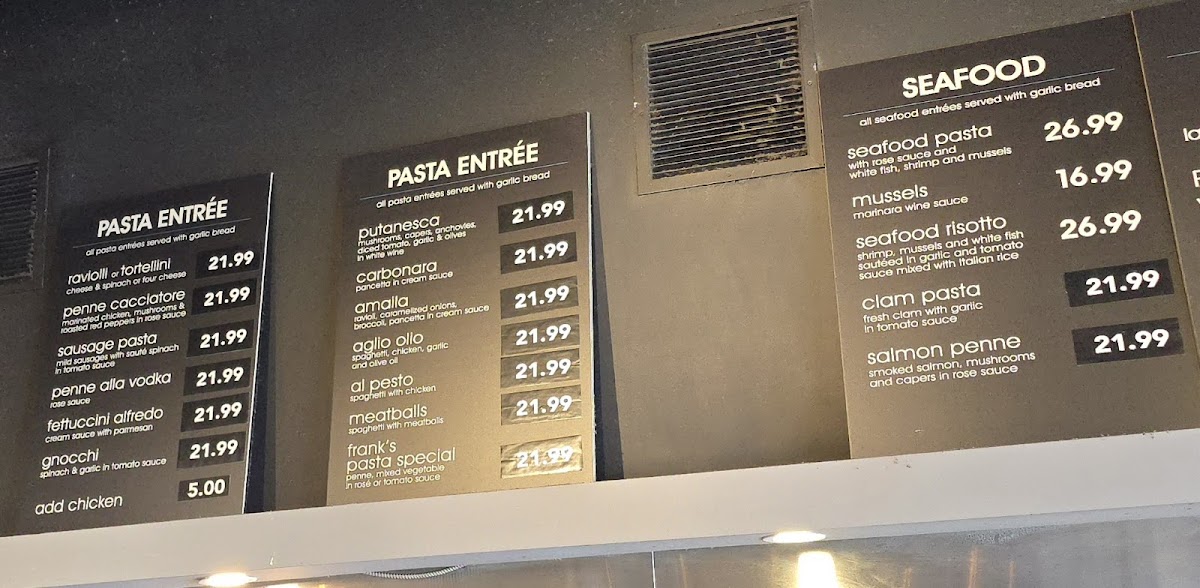 PASTA ENTRÉE
all pasta entrées served with garlic bread
raviolli or tortellini 21.99
cheese & spinach or four cheese
penne cacciatore 21.99
marinated chicken, mushrooms &
roasted red peppers in rose sauce
sausage pasta 21.99
mild sausages with sauté spinach
in tomato sauce
penne alla vodka 21.99
rose sauce
fettuccini alfredo 21.99
cream sauce with parmesan
gnocchi 21.99
spinach & garlic in tomato sauce
add chicken 5.00
PASTA ENTRÉE
all pasta entrées served with garlic bread
putanesca 21.99
mushrooms, capers, anchovies,
diced tomato, garlic & olives
in white wine
carbonara 21.99
pancetta in cream sauce
amalia 21.99
ravioli, caromelized onions,
broccoli, pancetta in cream sauce
aglio olio 21.99
spaghetti, chicken, garlic
and olive oil
al pesto 21.99
spaghetti with chicken
meatballs 21.99
spaghetti with meatballs
frank's
pasta special 21.99
penne, mixed vegetable
in rosé or tomato sauce
SEAFOOD
all seafood entrées served with garlic bread
seafood pasta 26.99
with rose sauce and
white fish, shrimp and mussels
mussels 16.99
marinara wine sauce
seafood risotto 26.99
shrimp, mussels and white fish
sautéed in garlic and tomato
sauce mixed with italian rice
clam pasta 21.99
fresh clam with garlic
in tomato sauce
salmon penne 21.99
smoked salmon, mushrooms
and capers in rose sauce